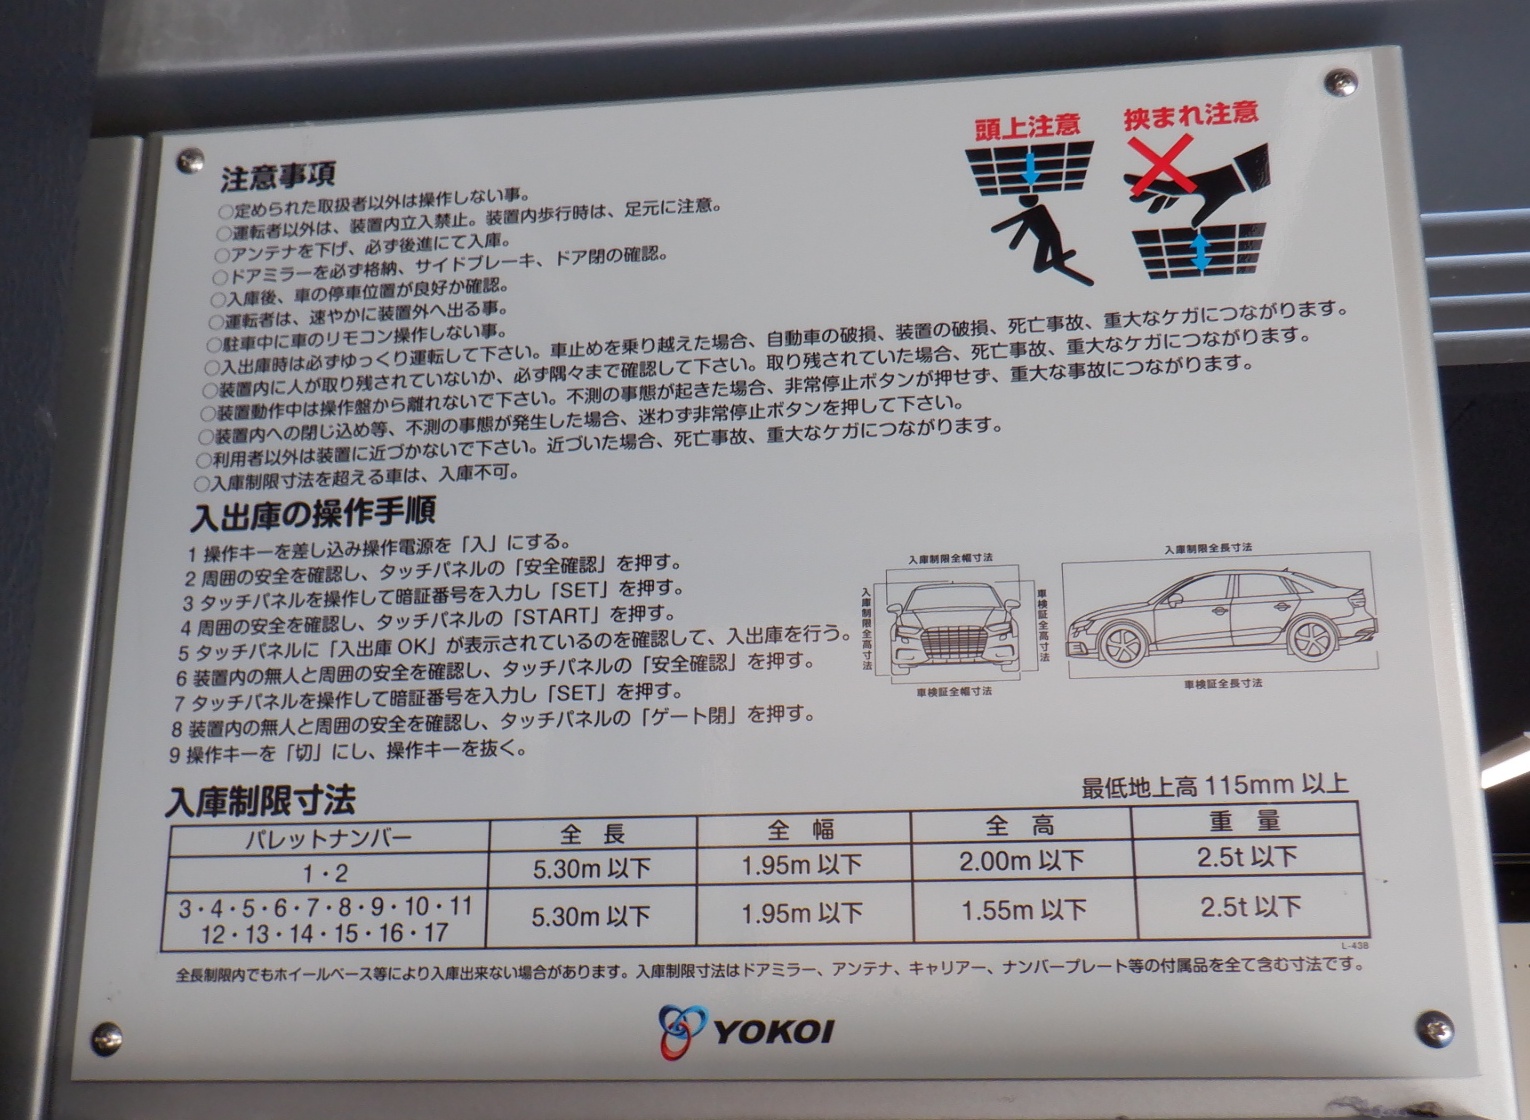 頭上注意 挟まれ注意
注意事項
○定められた取扱者以外は操作しない事。
○運転者以外は、装置内立入禁止。装置内歩行時は、足元に注意。
○アンテナを下げ、必ず後進にて入庫。
○ドアミラーを必ず格納、サイドブレーキ、ドア閉の確認。
○入庫後、車の停車位置が良好か確認。
○運転者は、速やかに装置外へ出る事。
○駐車中に車のリモコン操作しない事。
○入出庫時は必ずゆっくり運転して下さい。車止めを乗り越えた場合、自動車の破損、装置の破損、死亡事故、重大なケガにつながります。
○装置内に人が取り残されていないか、必ず隅々まで確認して下さい。取り残されていた場合、死亡事故、重大なケガにつながります。
○装置動作中は操作盤から離れないで下さい。不測の事態が起きた場合、非常停止ボタンが押せず、重大な事故につながります。
○装置内への閉じ込め等、不測の事態が発生した場合、迷わず非常停止ボタンを押して下さい。
○利用者以外は装置に近づかないで下さい。近づいた場合、死亡事故、重大なケガにつながります。
○入庫制限寸法を超える車は、入庫不可。
入出庫の操作手順
1 操作キーを差し込み操作電源を「入」にする。
2 周囲の安全を確認し、タッチパネルの「安全確認」を押す。
3 タッチパネルを操作して暗証番号を入力し「SET」を押す。
4 周囲の安全を確認し、タッチパネルの「START」を押す。
5 タッチパネルに「入出庫 OK」が表示されているのを確認して、入出庫を行う。
6 装置内の無人と周囲の安全を確認し、タッチパネルの「安全確認」を押す。
7 タッチパネルを操作して暗証番号を入力し「SET」を押す。
8 装置内の無人と周囲の安全を確認し、タッチパネルの「ゲート閉」を押す。
9 操作キーを「切」にし、操作キーを抜く。
入庫制限全幅寸法
入庫制限全高寸法
車検証全高寸法
車検証全幅寸法
入庫制限全長寸法
車検証全長寸法
入庫制限寸法
最低地上高 115mm 以上
パレットナンバー 全 長 全 幅 全 高 重 量
1・2 5.30m 以下 1.95m 以下 2.00m 以下 2.5t 以下
3・4・5・6・7・8・9・10・11
12・13・14・15・16・17 5.30m 以下 1.95m 以下 1.55m 以下 2.5t 以下
L-438
全長制限内でもホイールベース等により入庫出来ない場合があります。入庫制限寸法はドアミラー、アンテナ、キャリアー、ナンバープレート等の付属品を全て含む寸法です。
YOKOI